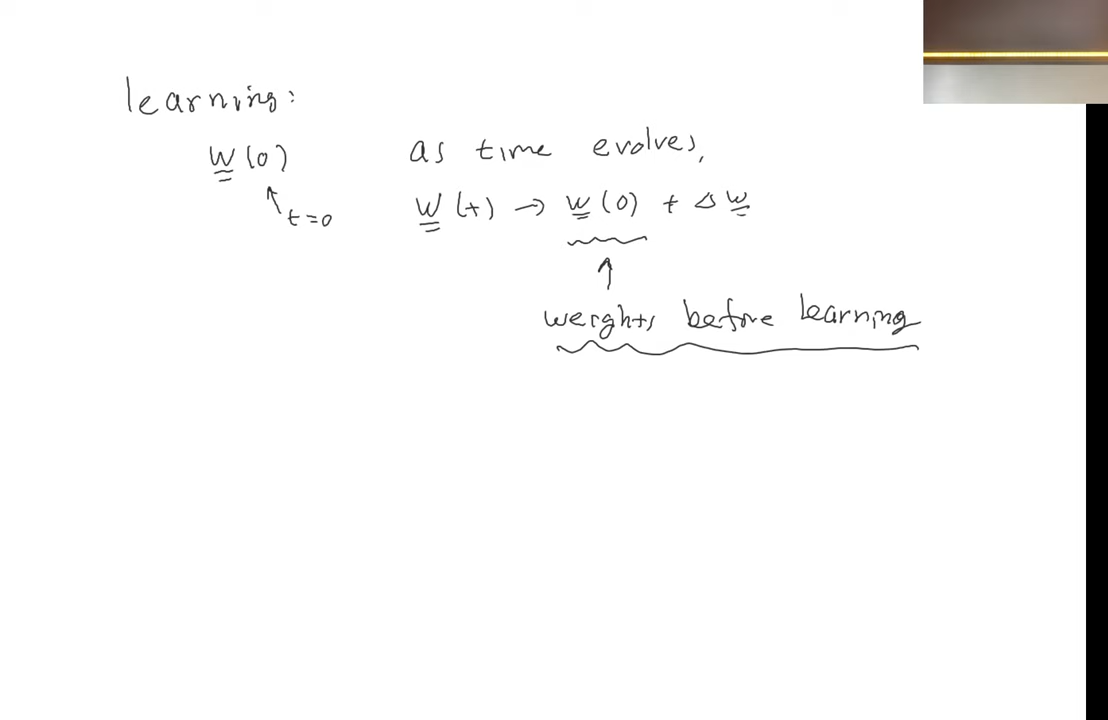 learning:
w(0) as time evolves,
t=0 w(t) → w(0) + Δw
weights before learning